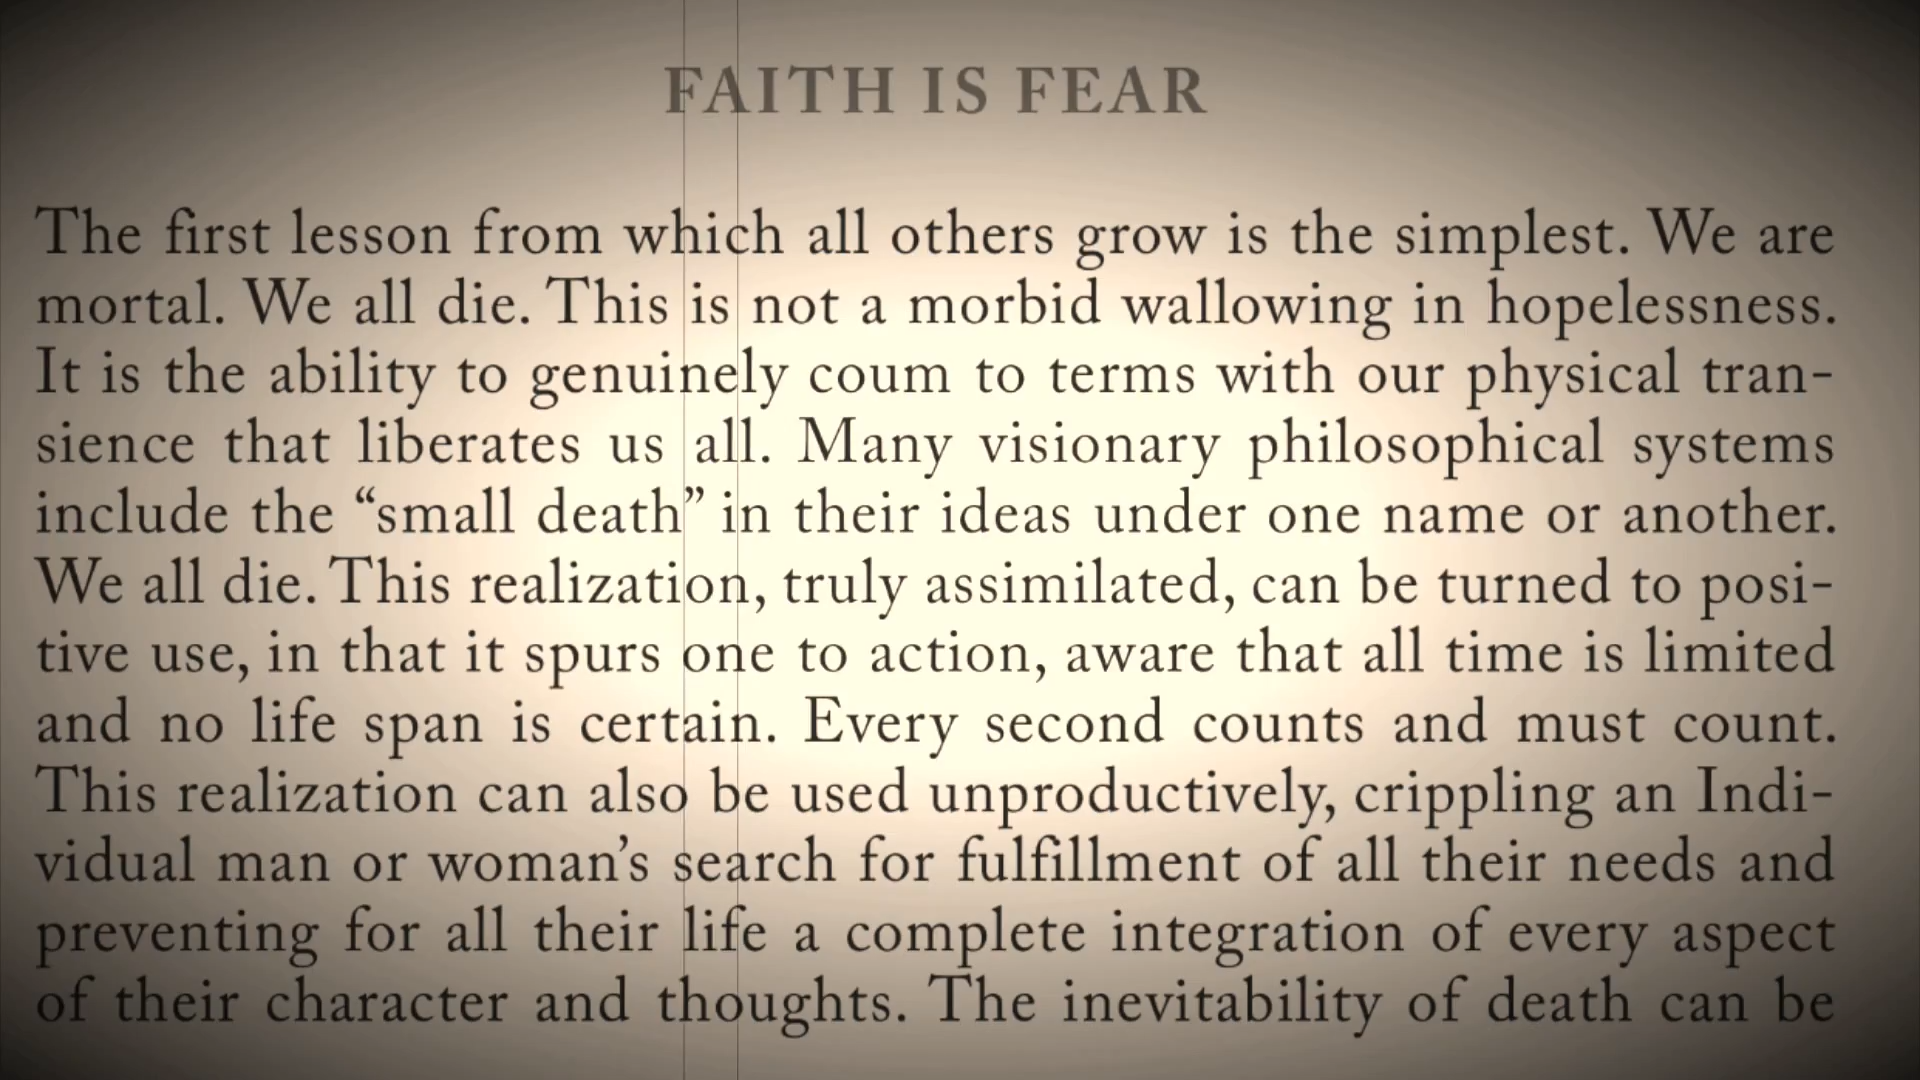 FAITH IS FEAR
The first lesson from which all others grow is the simplest. We are
mortal. We all die. This is not a morbid wallowing in hopelessness.
It is the ability to genuinely coum to terms with our physical tran-
sience that liberates us all. Many visionary philosophical systems
include the “small death” in their ideas under one name or another.
We all die. This realization, truly assimilated, can be turned to posi-
tive use, in that it spurs one to action, aware that all time is limited
and no life span is certain. Every second counts and must count.
This realization can also be used unproductively, crippling an Indi-
vidual man or woman’s search for fulfillment of all their needs and
preventing for all their life a complete integration of every aspect
of their character and thoughts. The inevitability of death can be